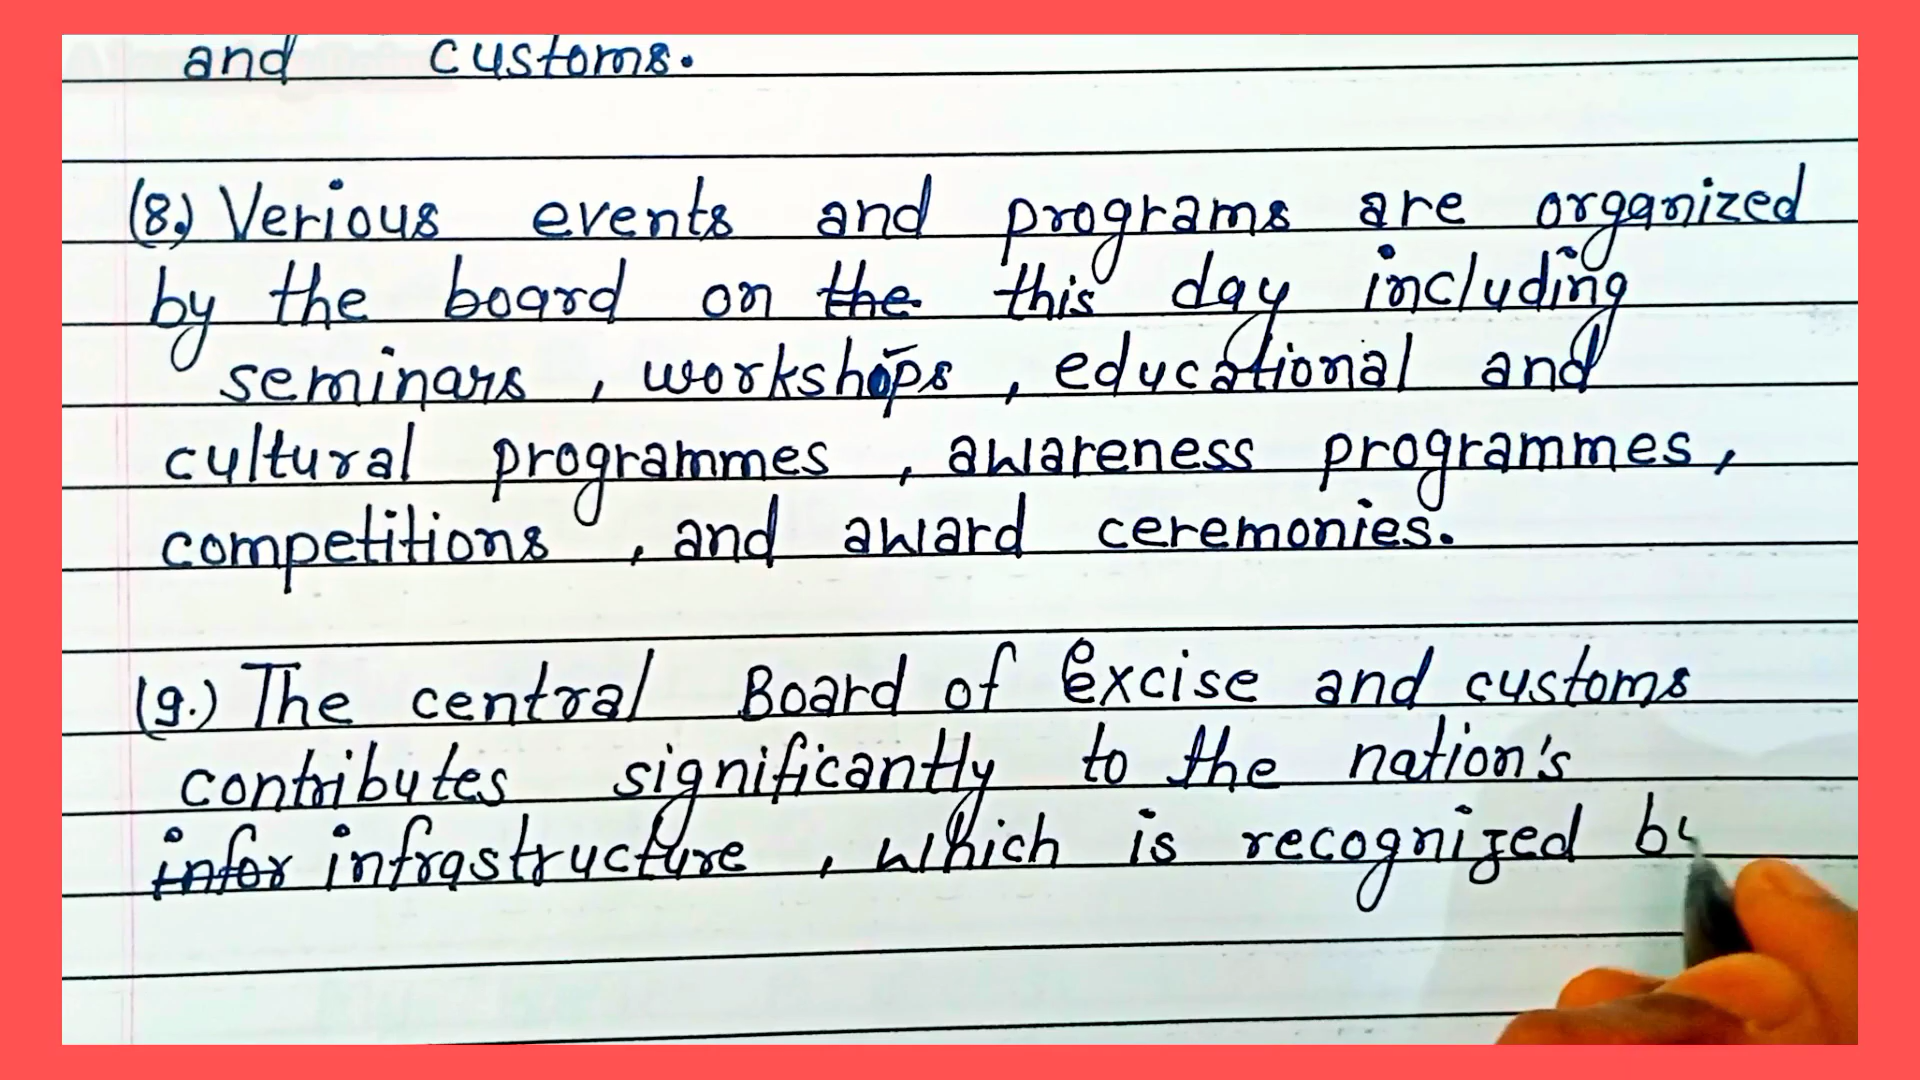 and customs.
(8.) Verious events and programs are organized
by the board on the this day including
seminars , workshops , educational and
cultural programmes , awareness programmes ,
competitions , and award ceremonies.
(9.) The central Board of Excise and customs
contributes significantly to the nation's
infor infrastructure , which is recognized by